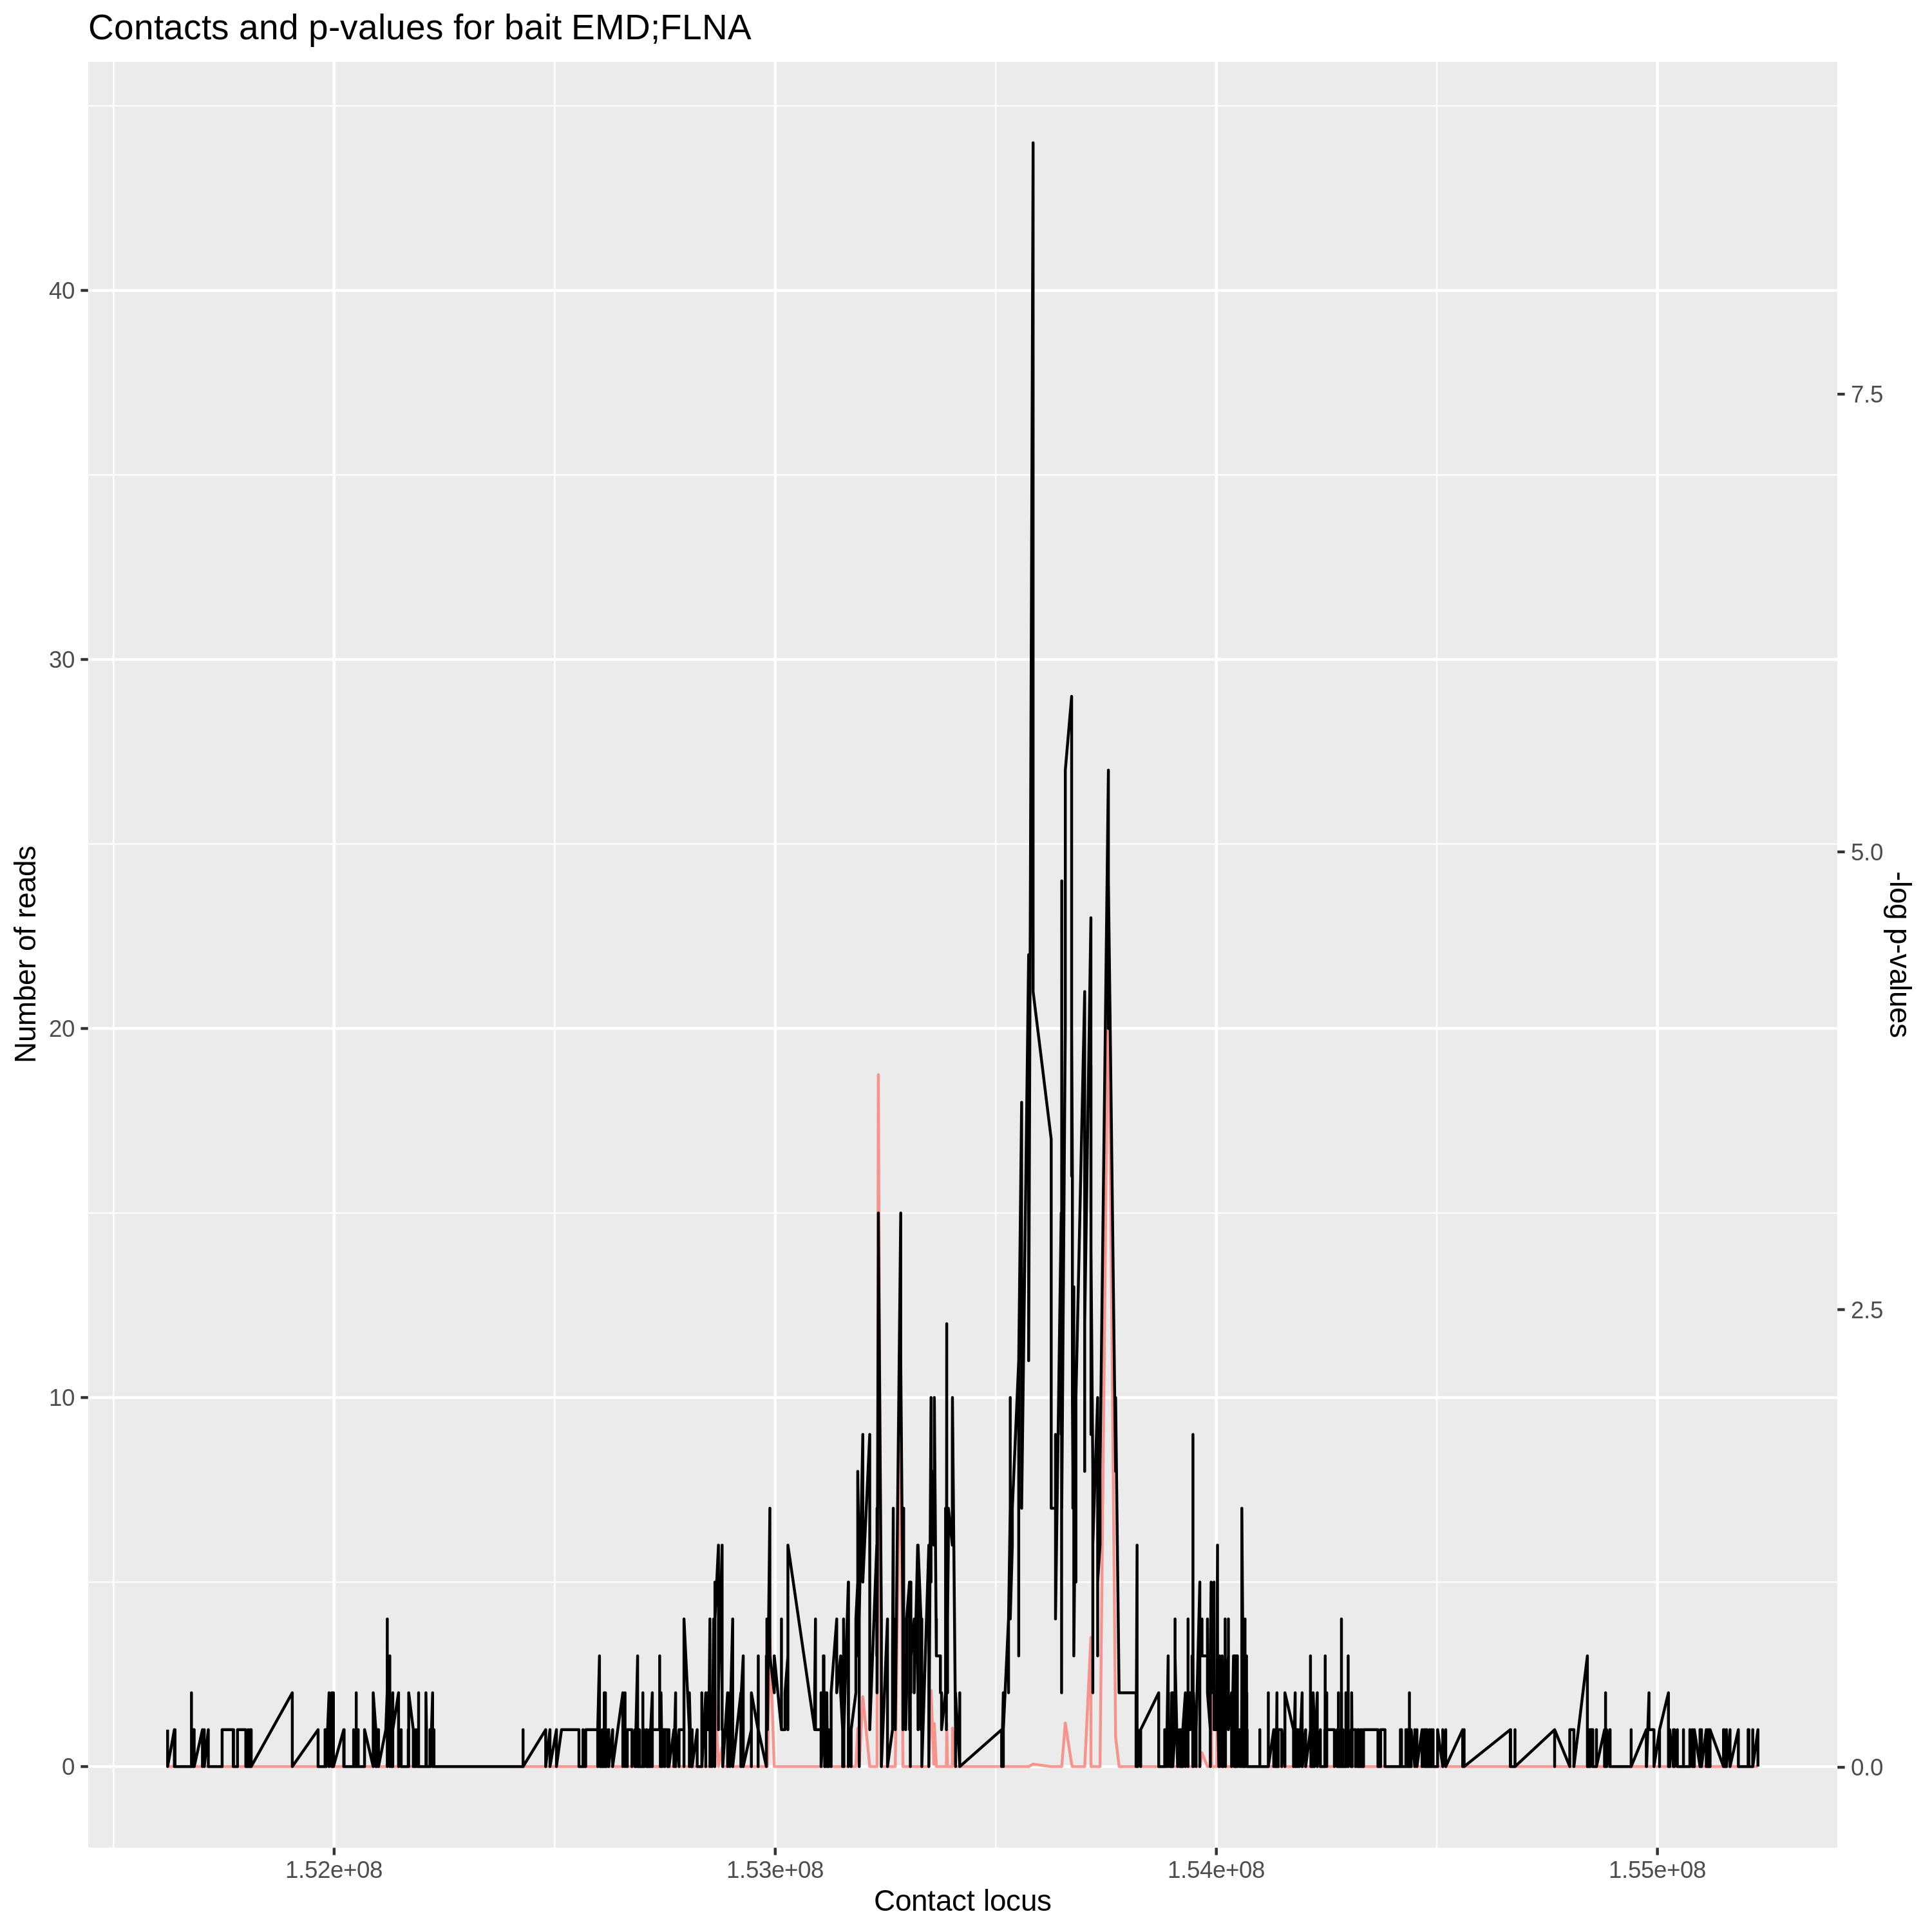 Contacts and p-values for bait EMD;FLNA
40
30
20
10
0
Number of reads
7.5
5.0
2.5
0.0
-log p-values
1.52e+08
1.53e+08
1.54e+08
1.55e+08
Contact locus